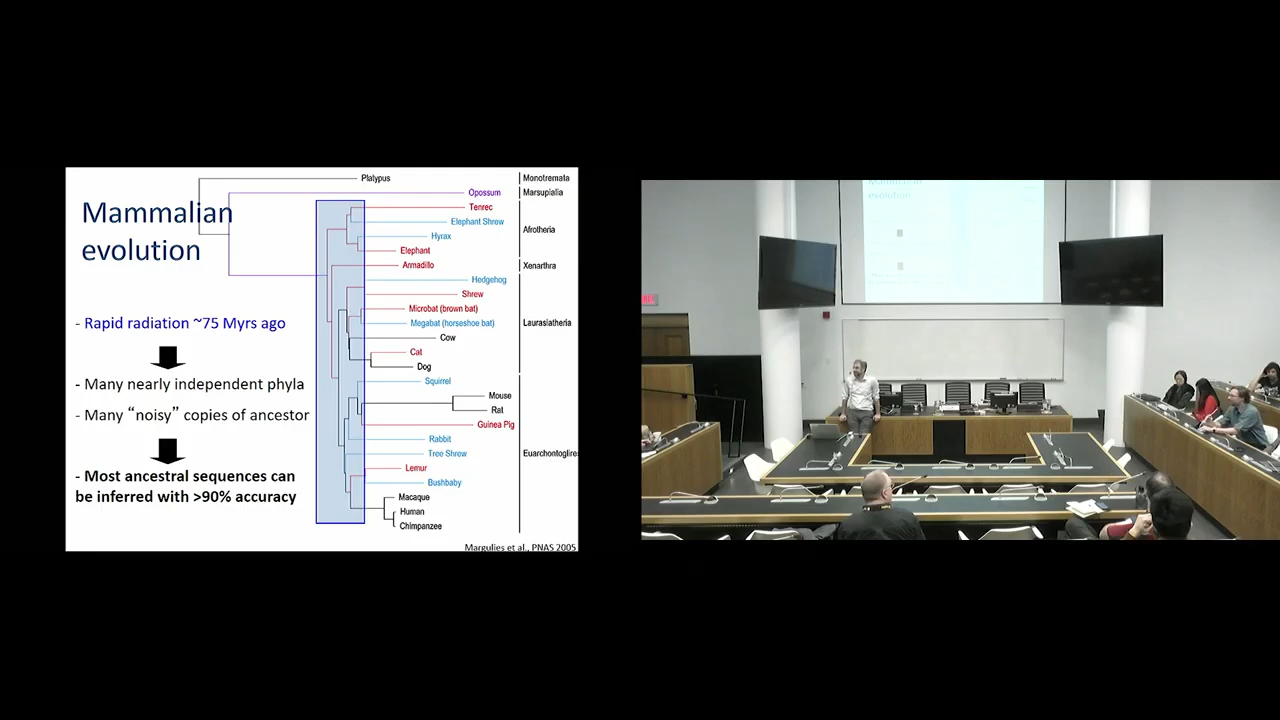 Mammalian
evolution
- Rapid radiation ~75 Myrs ago
- Many nearly independent phyla
- Many “noisy” copies of ancestor
- Most ancestral sequences can
be inferred with >90% accuracy
Platypus
Opossum
Tenrec
Elephant Shrew
Hyrax
Elephant
Armadillo
Hedgehog
Shrew
Microbat (brown bat)
Megabat (horseshoe bat)
Cow
Cat
Dog
Squirrel
Mouse
Rat
Guinea Pig
Rabbit
Tree Shrew
Lemur
Bushbaby
Macaque
Human
Chimpanzee
Monotremata
Marsupialia
Afrotheria
Xenarthra
Laurasiatheria
Euarchontoglires
Margulies et al., PNAS 2005
Mammalian
evolution